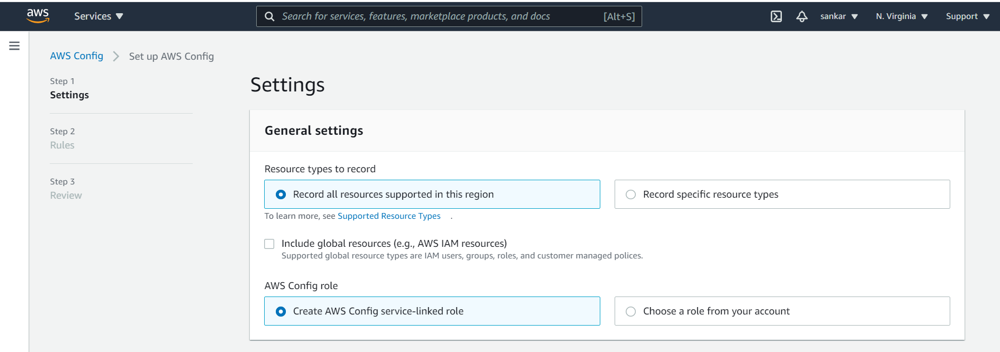 aws Services Search for services, features, marketplace products, and docs [Alt+S] sankar N. Virginia Support
AWS Config Set up AWS Config
Step 1
Settings
Step 2
Rules
Step 3
Review
Settings
General settings
Resource types to record
Record all resources supported in this region
Record specific resource types
To learn more, see Supported Resource Types .
Include global resources (e.g., AWS IAM resources)
Supported global resource types are IAM users, groups, roles, and customer managed polices.
AWS Config role
Create AWS Config service-linked role
Choose a role from your account